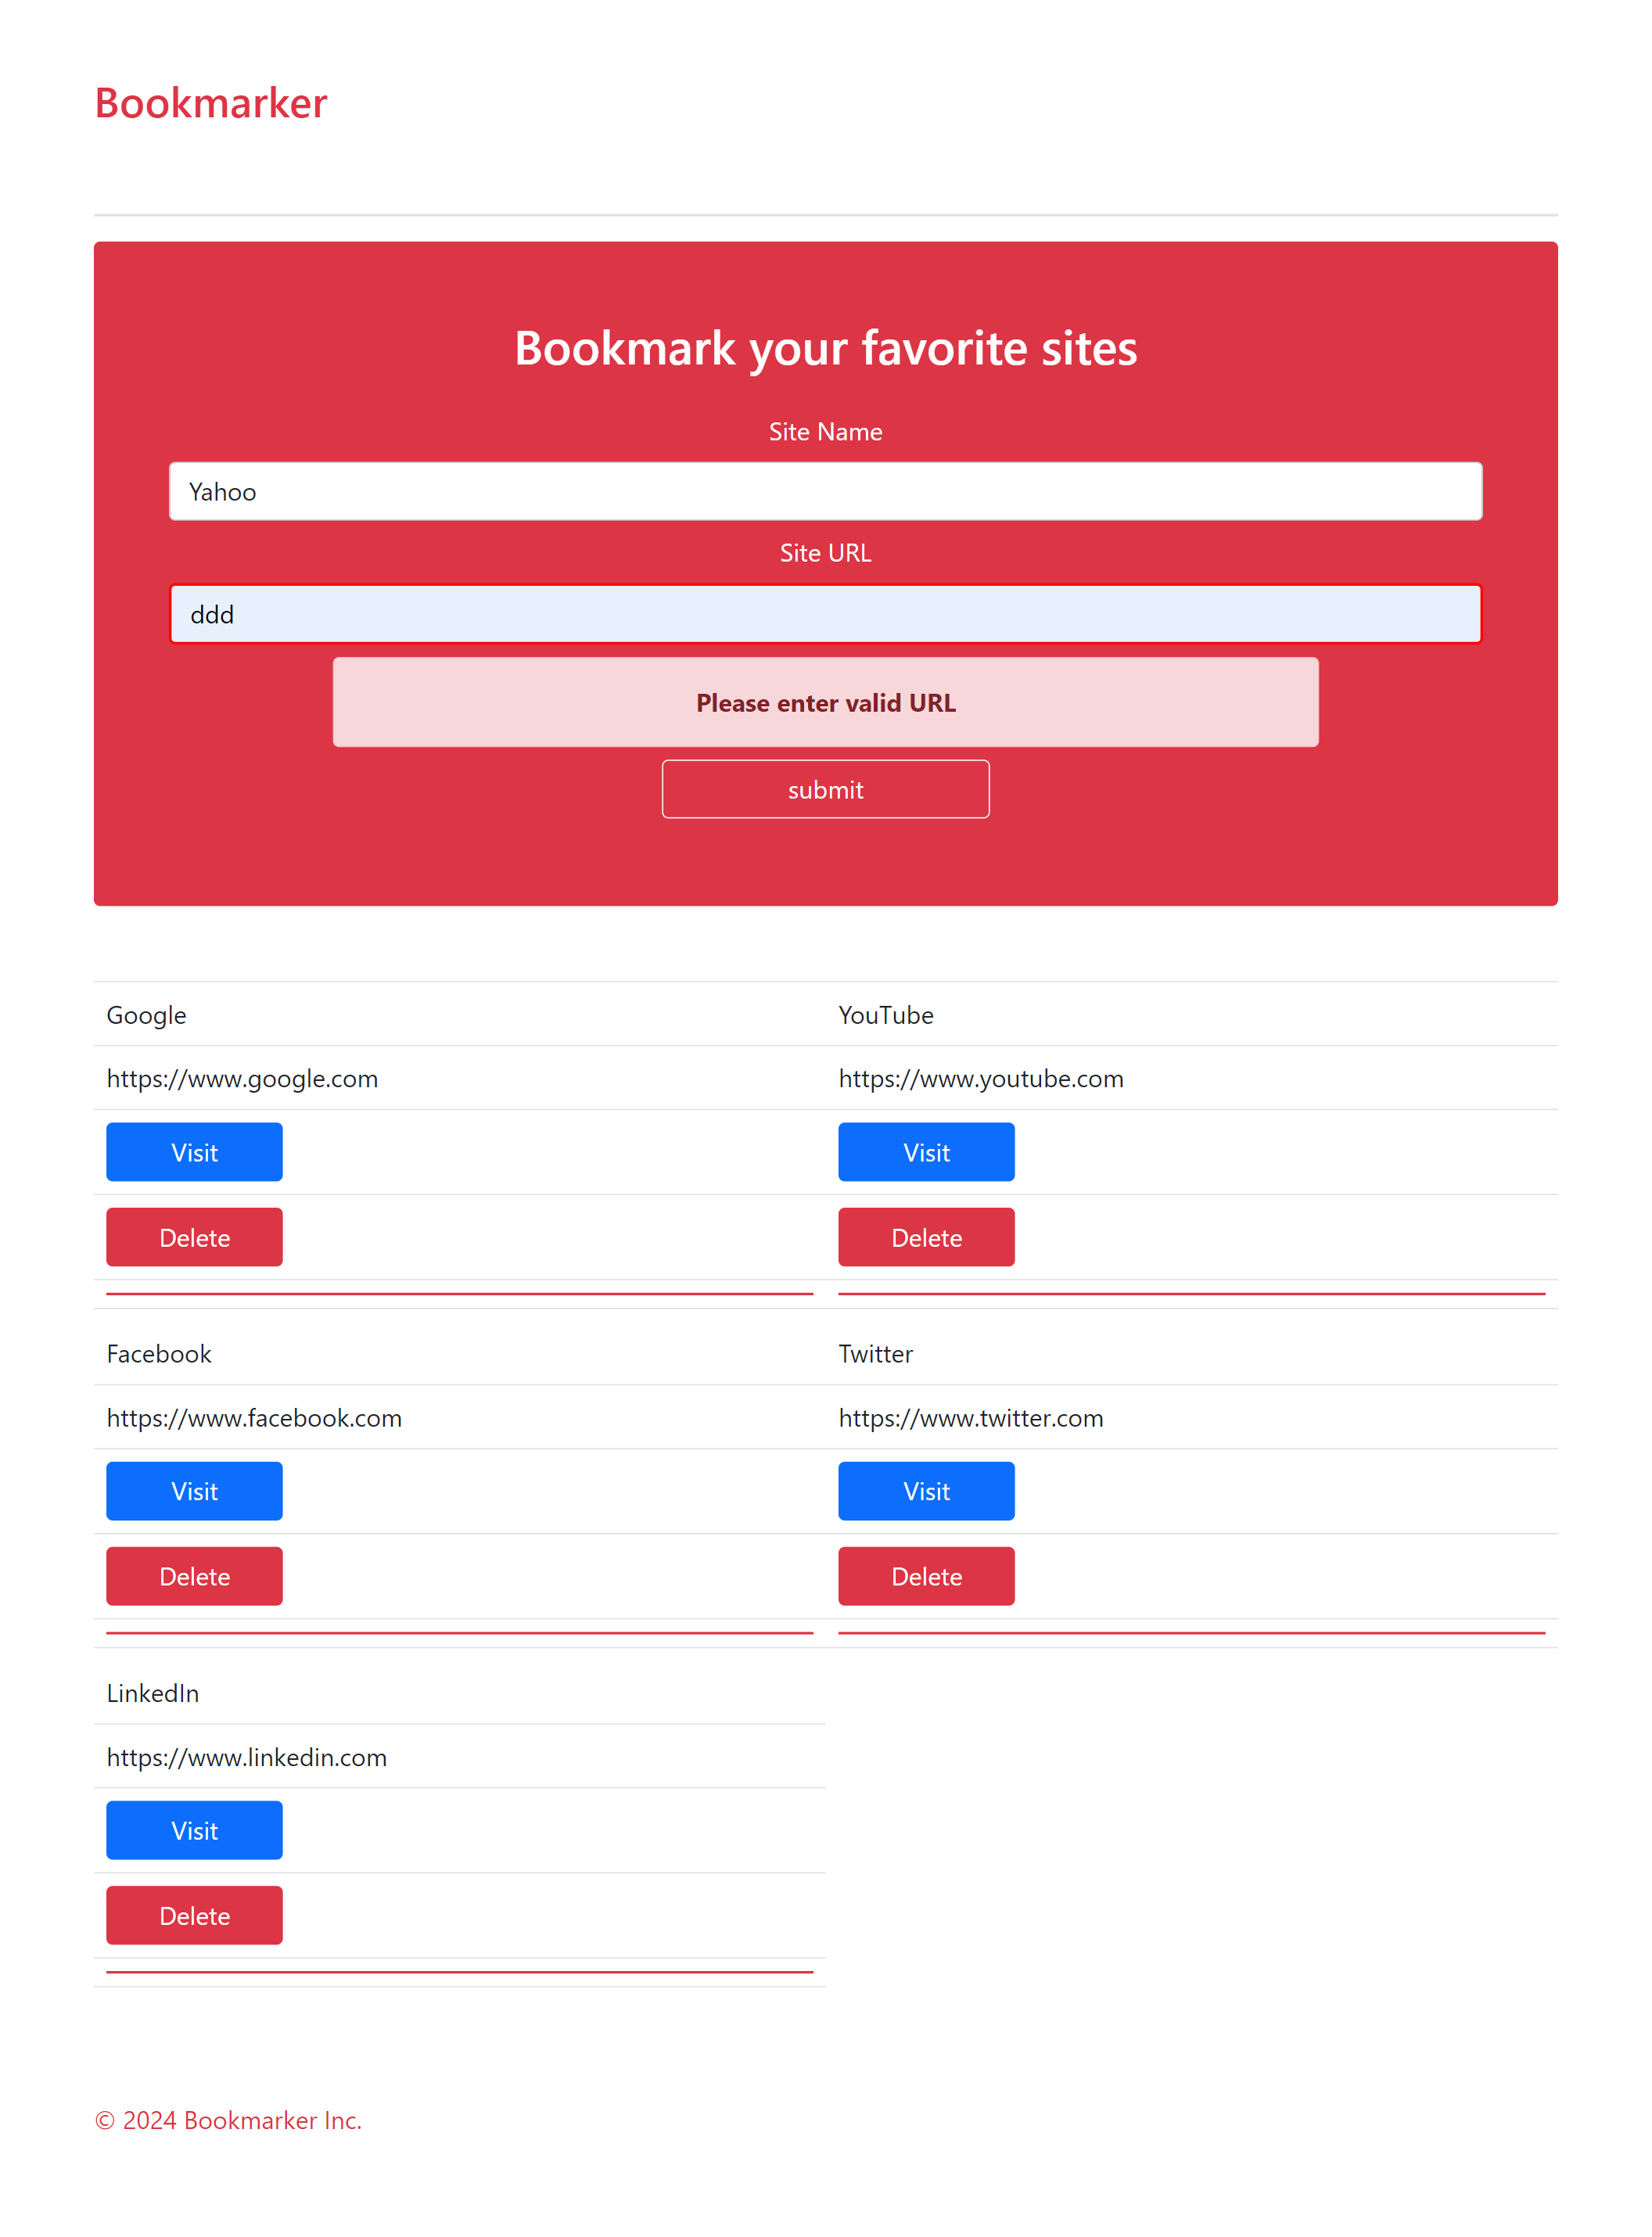 Bookmarker
Bookmark your favorite sites
Site Name
Yahoo
Site URL
ddd
Please enter valid URL
submit
Google
https://www.google.com
Visit
Delete
YouTube
https://www.youtube.com
Visit
Delete
Facebook
https://www.facebook.com
Visit
Delete
Twitter
https://www.twitter.com
Visit
Delete
LinkedIn
https://www.linkedin.com
Visit
Delete
© 2024 Bookmarker Inc.